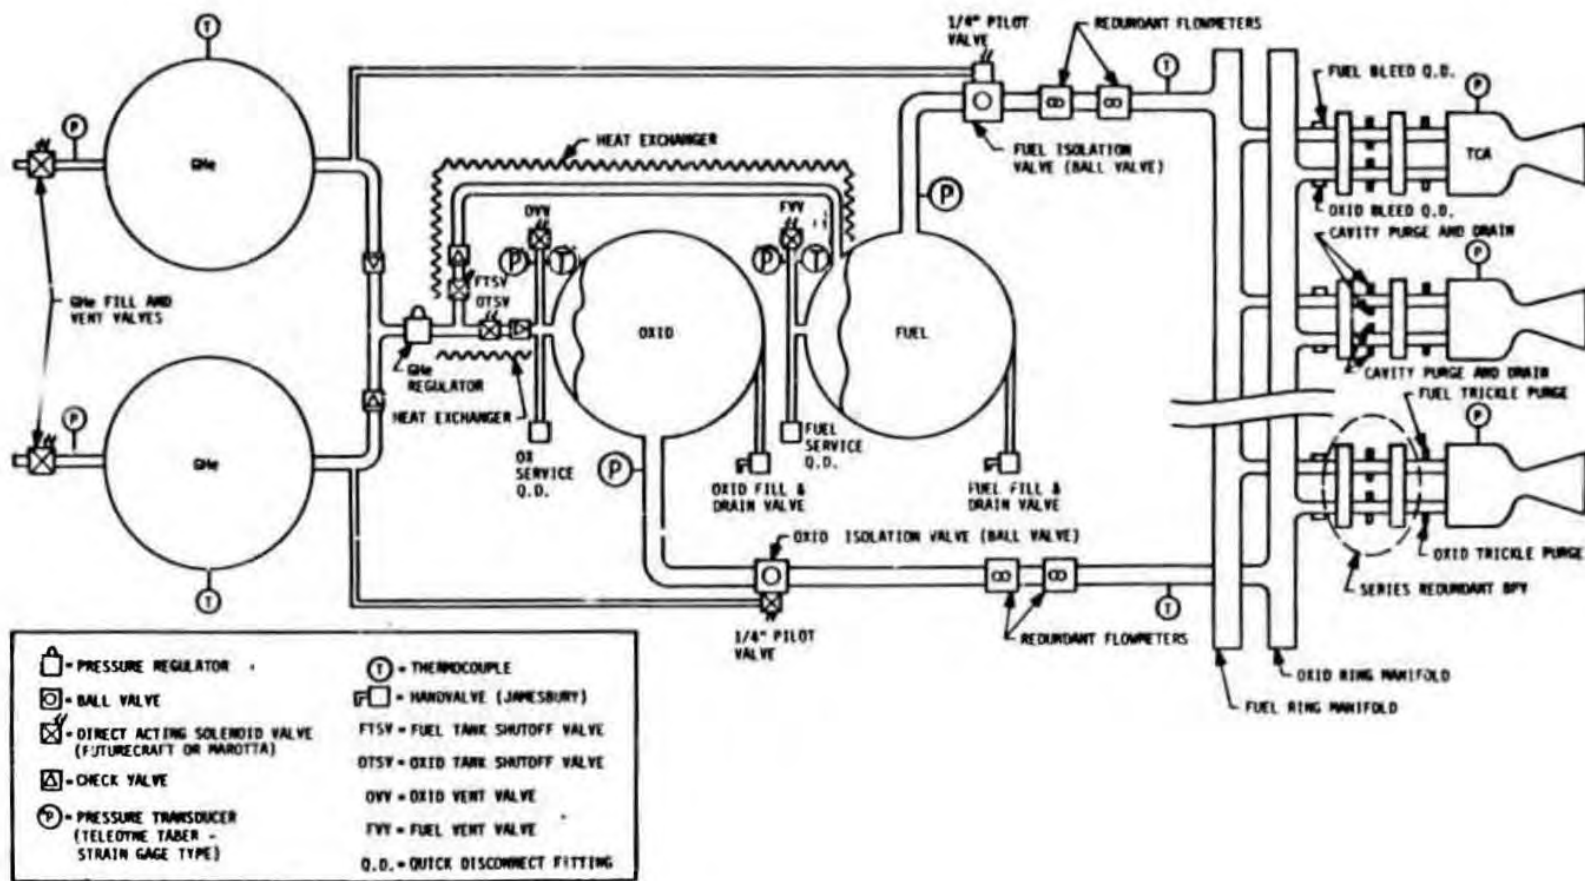 1/4" PILOT
VALVE
REDUNDANT FLOWMETERS
T
T
P
FUEL BLEED Q.D.
P
GHe
HEAT EXCHANGER
FUEL ISOLATION
VALVE (BALL VALVE)
TCA
P
OVV
FVV
OXID BLEED Q.D.
CAVITY PURGE AND DRAIN
P
T
P
T
P
FTSV
OTSV
GHe FILL AND
VENT VALVES
OXID
FUEL
GHe
REGULATOR
HEAT EXCHANGER
CAVITY PURGE AND DRAIN
FUEL TRICKLE PURGE
P
P
GHe
OX
SERVICE
Q.D.
P
FUEL
SERVICE
Q.D.
OXID FILL &
DRAIN VALVE
FUEL FILL &
DRAIN VALVE
OXID ISOLATION VALVE (BALL VALVE)
OXID TRICKLE PURGE
SERIES REDUNDANT BPV
T
T
1/4" PILOT
VALVE
REDUNDANT FLOWMETERS
OXID RING MANIFOLD
FUEL RING MANIFOLD
= PRESSURE REGULATOR
= BALL VALVE
= DIRECT ACTING SOLENOID VALVE
(FUTURECRAFT OR MAROTTA)
= CHECK VALVE
P = PRESSURE TRANSDUCER
(TELEDYNE TABER -
STRAIN GAGE TYPE)
T = THERMOCOUPLE
= HANDVALVE (JAMESBURY)
FTSV = FUEL TANK SHUTOFF VALVE
OTSV = OXID TANK SHUTOFF VALVE
OVV = OXID VENT VALVE
FVV = FUEL VENT VALVE
Q.D. = QUICK DISCONNECT FITTING